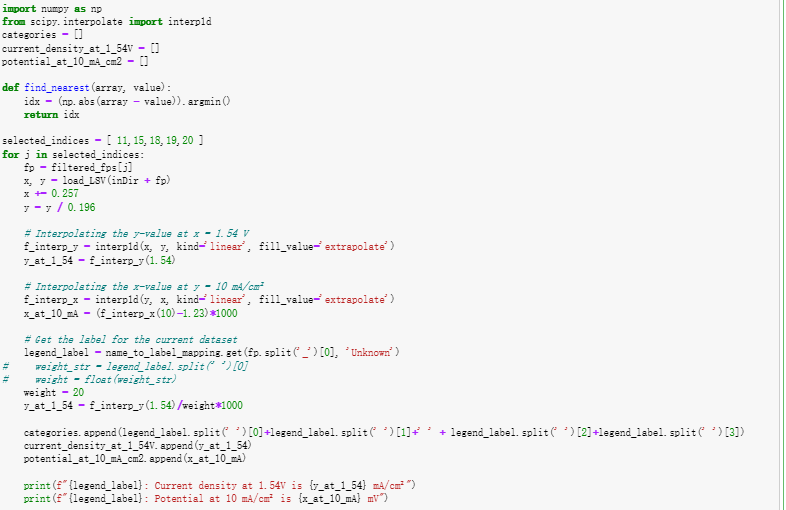 import numpy as np
from scipy.interpolate import interp1d
categories = []
current_density_at_1_54V = []
potential_at_10_mA_cm2 = []

def find_nearest(array, value):
    idx = (np.abs(array - value)).argmin()
    return idx

selected_indices = [ 11,15,18,19,20 ]
for j in selected_indices:
    fp = filtered_fps[j]
    x, y = load_LSV(inDir + fp)
    x += 0.257
    y = y / 0.196

    # Interpolating the y-value at x = 1.54 V
    f_interp_y = interp1d(x, y, kind='linear', fill_value='extrapolate')
    y_at_1_54 = f_interp_y(1.54)

    # Interpolating the x-value at y = 10 mA/cm²
    f_interp_x = interp1d(y, x, kind='linear', fill_value='extrapolate')
    x_at_10_mA = (f_interp_x(10)-1.23)*1000

    # Get the label for the current dataset
    legend_label = name_to_label_mapping.get(fp.split('_')[0], 'Unknown')
#     weight_str = legend_label.split(' ')[0]
#     weight = float(weight_str)
    weight = 20
    y_at_1_54 = f_interp_y(1.54)/weight*1000

    categories.append(legend_label.split(' ')[0]+legend_label.split(' ')[1]+' ' + legend_label.split(' ')[2]+legend_label.split(' ')[3])
    current_density_at_1_54V.append(y_at_1_54)
    potential_at_10_mA_cm2.append(x_at_10_mA)

    print(f"{legend_label}: Current density at 1.54V is {y_at_1_54} mA/cm²")
    print(f"{legend_label}: Potential at 10 mA/cm² is {x_at_10_mA} mV")